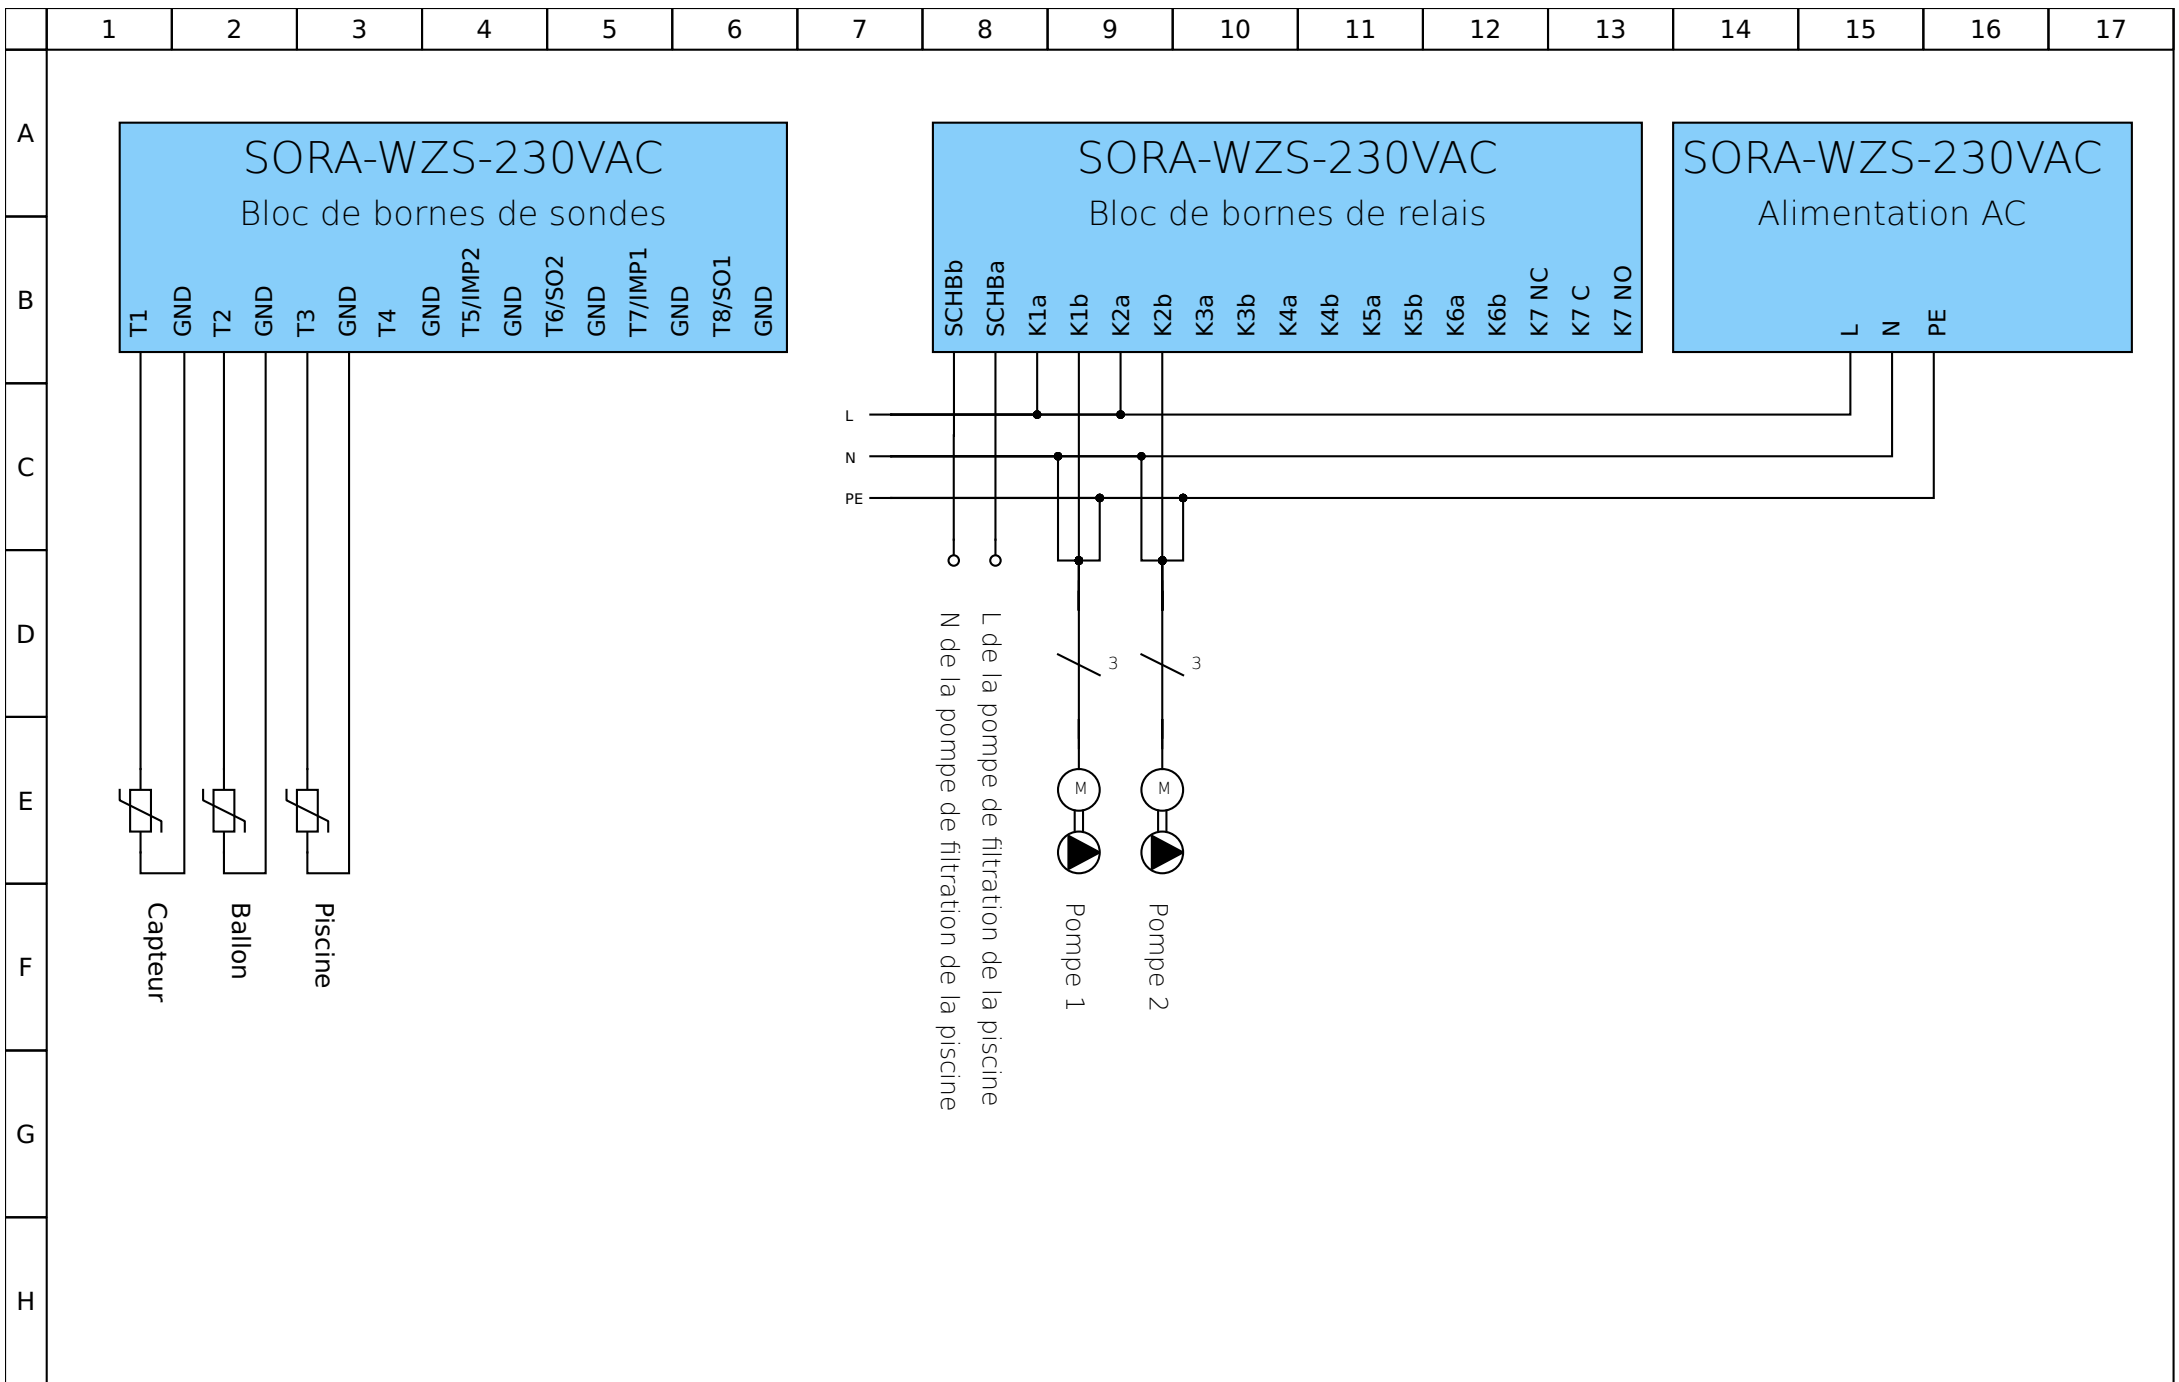 1 2 3 4 5 6 7 8 9 10 11 12 13 14 15 16 17
A
SORA-WZS-230VAC
Bloc de bornes de sondes
SORA-WZS-230VAC
Bloc de bornes de relais
SORA-WZS-230VAC
Alimentation AC
B
T1 GND T2 GND T3 GND T4 GND T5/IMP2 GND T6/SO2 GND T7/IMP1 GND T8/SO1 GND
SCHBb SCHBa K1a K1b K2a K2b K3a K3b K4a K4b K5a K5b K6a K6b K7 NC K7 C K7 NO
L N PE
L
C
N
PE
D
3 3
N de la pompe de filtration de la piscine
L de la pompe de filtration de la piscine
E
M M
F
Capteur
Ballon
Piscine
Pompe 1
Pompe 2
G
H